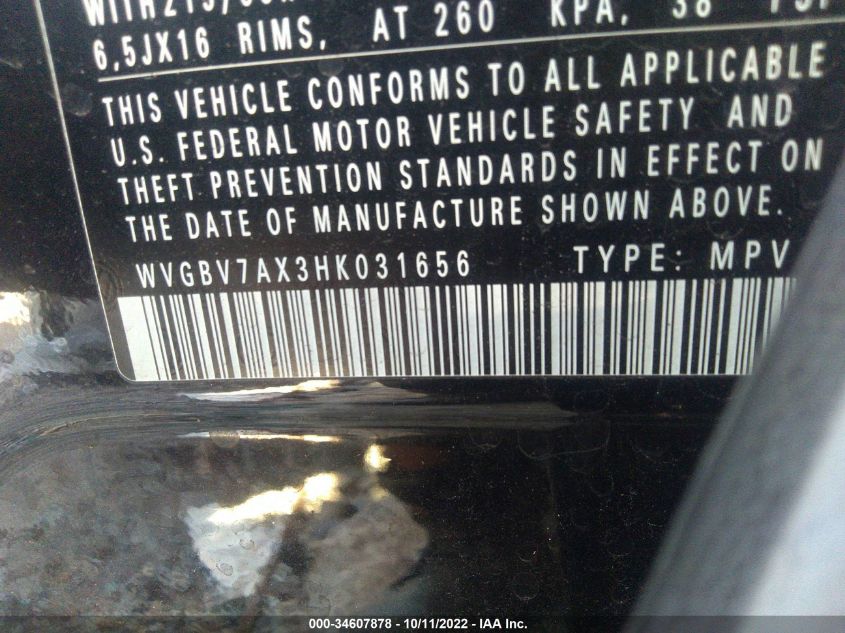 6,5JX16 RIMS, AT 260 KPA, 38 PSI
THIS VEHICLE CONFORMS TO ALL APPLICABLE
U.S. FEDERAL MOTOR VEHICLE SAFETY AND
THEFT PREVENTION STANDARDS IN EFFECT ON
THE DATE OF MANUFACTURE SHOWN ABOVE.
WVGBV7AX3HK031656 TYPE: MPV
000-34607878 - 10/11/2022 - IAA Inc.